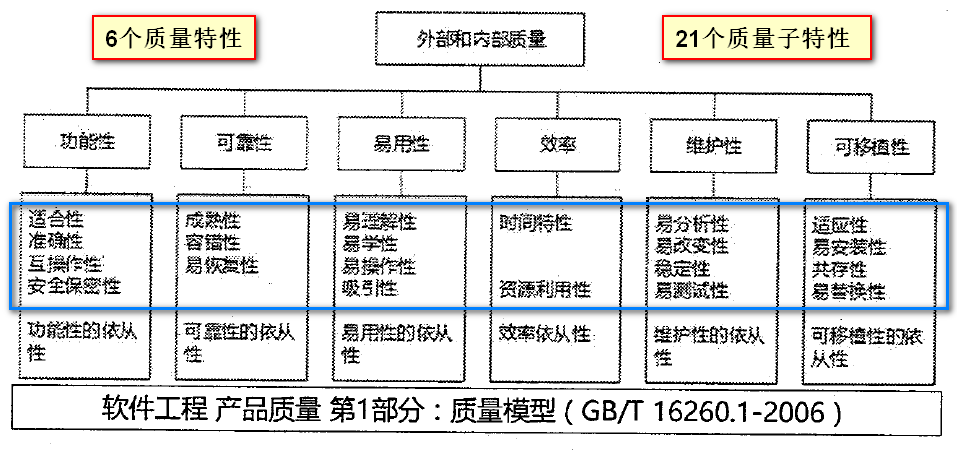 6个质量特性
外部和内部质量
21个质量子特性
功能性
可靠性
易用性
效率
维护性
可移植性
适合性
准确性
互操作性
安全保密性
功能性的依从
性
成熟性
容错性
易恢复性
可靠性的依从
性
易理解性
易学性
易操作性
吸引性
易用性的依从
性
时间特性
资源利用性
效率依从性
易分析性
易改变性
稳定性
易测试性
维护性的依从
性
适应性
易安装性
共存性
易替换性
可移植性的依
从性
软件工程 产品质量 第1部分：质量模型（GB/T 16260.1-2006）